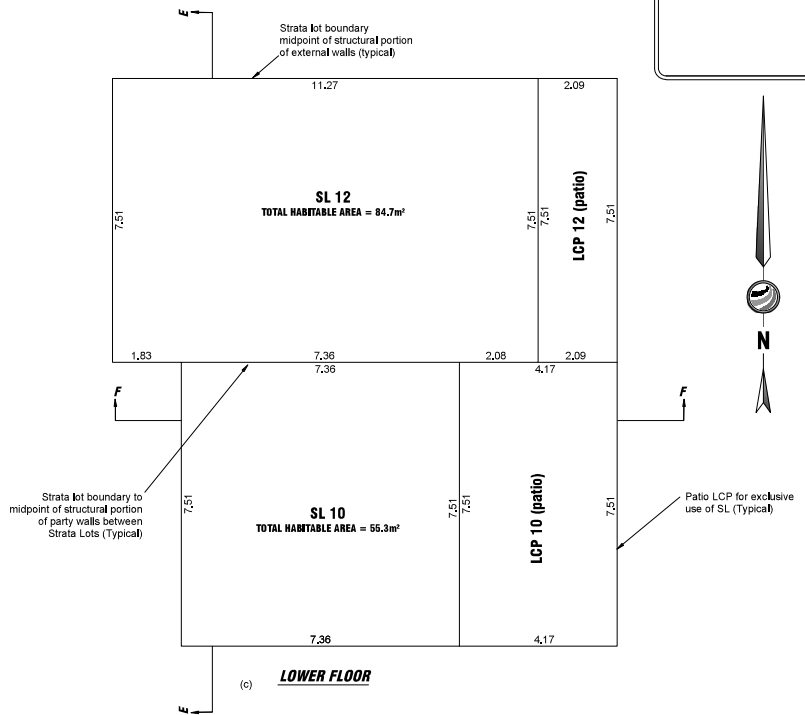 E
Strata lot boundary
midpoint of structural portion
of external walls (typical)
11.27
2.09
SL 12
TOTAL HABITABLE AREA = 84.7m²
7.51
7.51
7.51
LCP 12 (patio)
7.51
1.83
7.36
2.08
2.09
7.36
4.17
N
F
F
Strata lot boundary to
midpoint of structural portion
of party walls between
Strata Lots (Typical)
7.51
SL 10
TOTAL HABITABLE AREA = 55.3m²
7.51
7.51
LCP 10 (patio)
7.51
Patio LCP for exclusive
use of SL (Typical)
7.36
4.17
(c) LOWER FLOOR
E